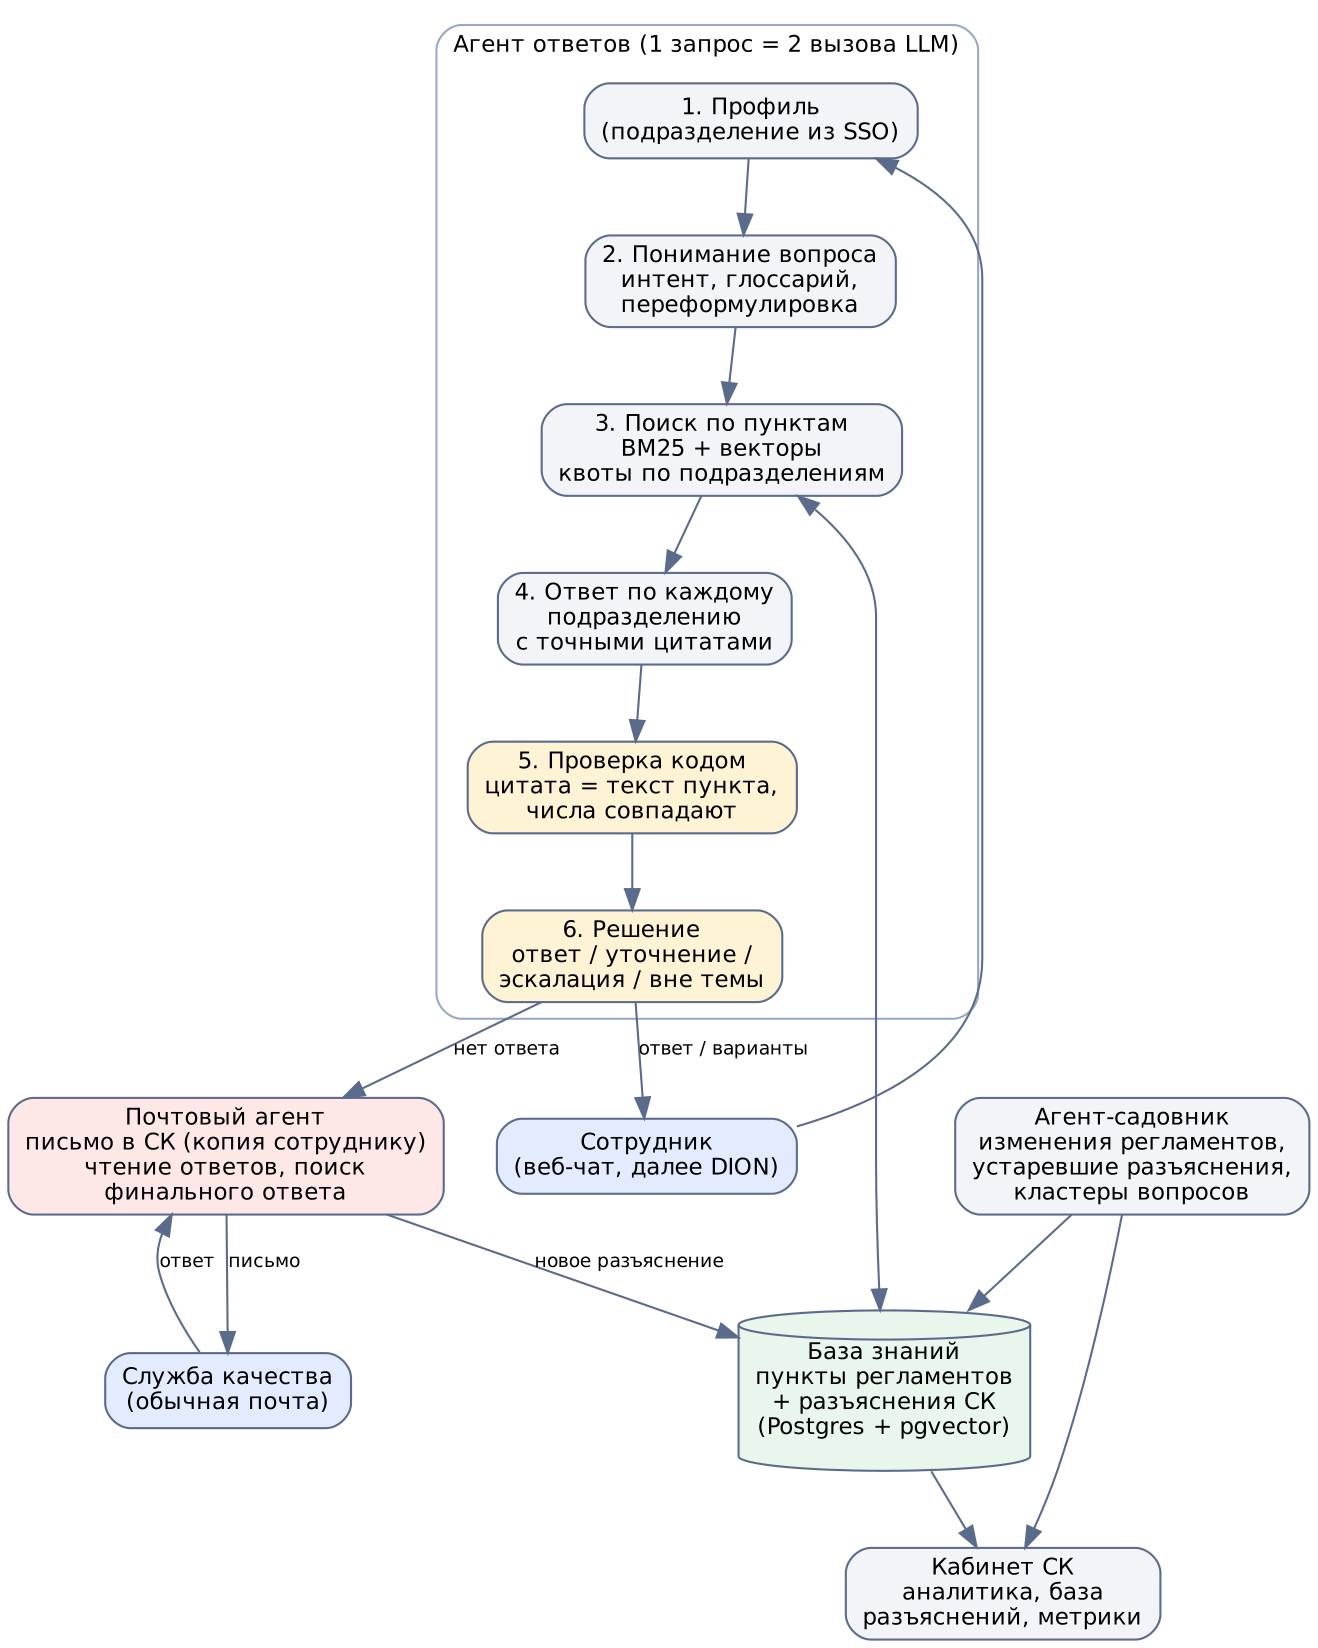 Агент ответов (1 запрос = 2 вызова LLM)
1. Профиль
(подразделение из SSO)
2. Понимание вопроса
интент, глоссарий,
переформулировка
3. Поиск по пунктам
BM25 + векторы
квоты по подразделениям
4. Ответ по каждому
подразделению
с точными цитатами
5. Проверка кодом
цитата = текст пункта,
числа совпадают
6. Решение
ответ / уточнение /
эскалация / вне темы
нет ответа
ответ / варианты
Почтовый агент
письмо в СК (копия сотруднику)
чтение ответов, поиск
финального ответа
Сотрудник
(веб-чат, далее DION)
Агент-садовник
изменения регламентов,
устаревшие разъяснения,
кластеры вопросов
ответ
письмо
новое разъяснение
Служба качества
(обычная почта)
База знаний
пункты регламентов
+ разъяснения СК
(Postgres + pgvector)
Кабинет СК
аналитика, база
разъяснений, метрики